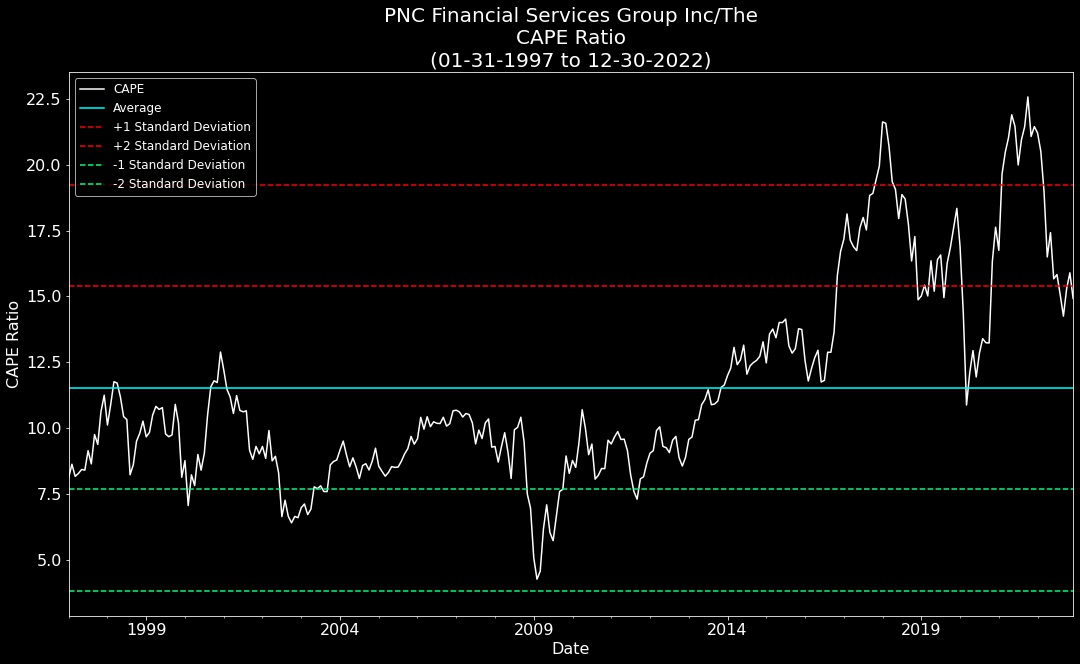 PNC Financial Services Group Inc/The
CAPE Ratio
(01-31-1997 to 12-30-2022)
CAPE
Average
+1 Standard Deviation
+2 Standard Deviation
-1 Standard Deviation
-2 Standard Deviation
CAPE Ratio
22.5
20.0
17.5
15.0
12.5
10.0
7.5
5.0
1999
2004
2009
2014
2019
Date